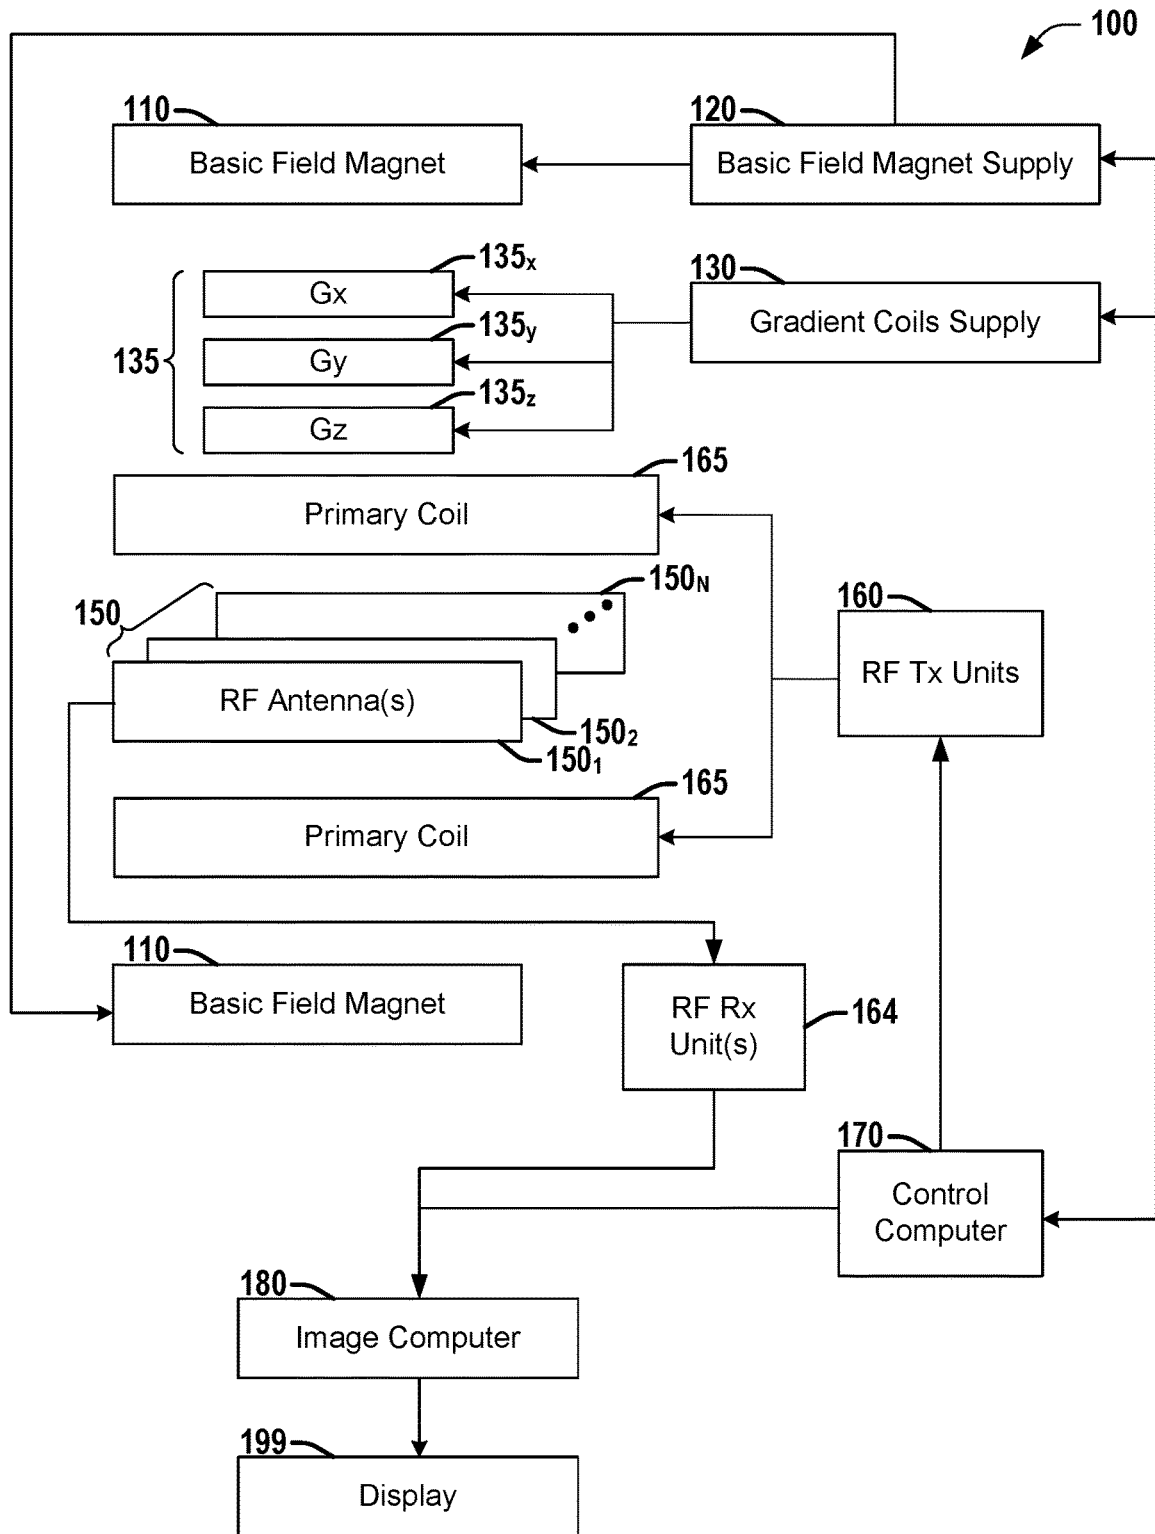 100
110
120
Basic Field Magnet
Basic Field Magnet Supply
135x
130
Gx
Gradient Coils Supply
135y
135
Gy
135z
Gz
165
Primary Coil
150N
150
160
RF Antenna(s)
RF Tx Units
1502
1501
165
Primary Coil
110
Basic Field Magnet
RF Rx
Unit(s)
164
170
Control
Computer
180
Image Computer
199
Display